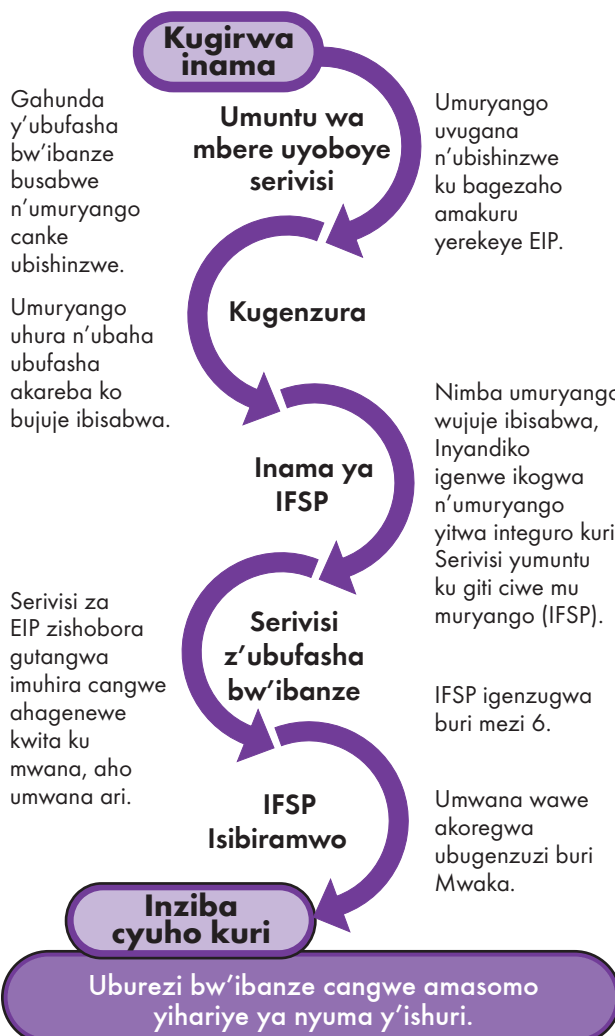 Kugirwa
inama
Gahunda
y'ubufasha
bw'ibanze
busabwe
n'umuryango
canke
ubishinzwe.
Umuntu wa
mbere uyoboye
serivisi
Umuryango
uvugana
n'ubishinzwe
ku bagezaho
amakuru
yerekeye EIP.
Umuryango
uhura n'ubaha
ubufasha
akareba ko
bujuje ibisabwa.
Kugenzura
Inama ya
IFSP
Nimba umuryango
wujuje ibisabwa,
Inyandiko
igenwe ikogwa
n'umuryango
yitwa integuro kuri
Serivisi yumuntu
ku giti ciwe mu
muryango (IFSP).
Serivisi za
EIP zishobora
gutangwa
imuhira cangwe
ahagenewe
kwita ku
mwana, aho
umwana ari.
Serivisi
z'ubufasha
bw'ibanze
IFSP igenzugwa
buri mezi 6.
IFSP
Isibiramwo
Umwana wawe
akoregwa
ubugenzuzi buri
Mwaka.
Inziba
cyuho kuri
Uburezi bw'ibanze cangwe amasomo
yihariye ya nyuma y'ishuri.